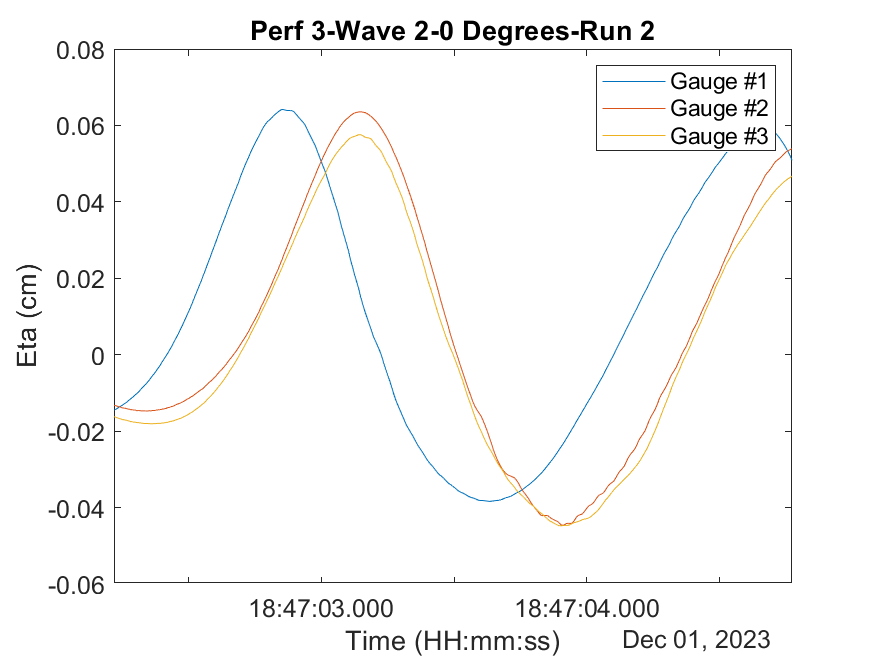 Perf 3-Wave 2-0 Degrees-Run 2
0.08
0.06
0.04
0.02
0
-0.02
-0.04
-0.06
Eta (cm)
Gauge #1
Gauge #2
Gauge #3
18:47:03.000
18:47:04.000
Time (HH:mm:ss)
Dec 01, 2023